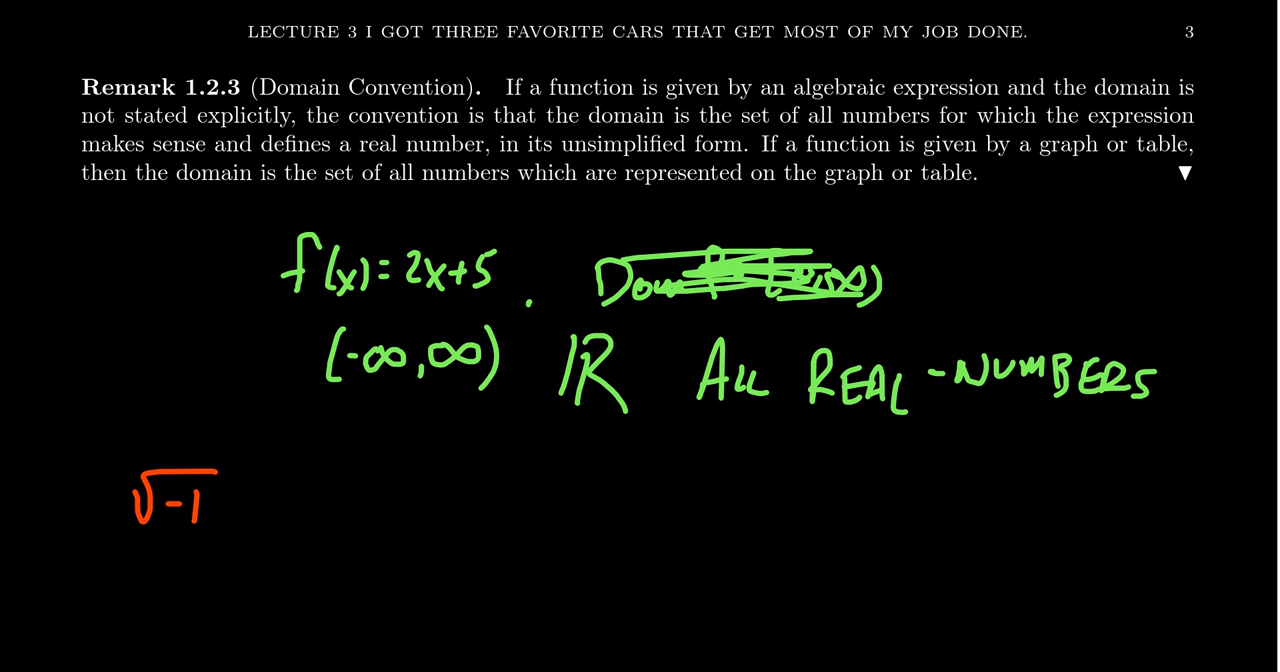 LECTURE 3 I GOT THREE FAVORITE CARS THAT GET MOST OF MY JOB DONE. 3
Remark 1.2.3 (Domain Convention). If a function is given by an algebraic expression and the domain is
not stated explicitly, the convention is that the domain is the set of all numbers for which the expression
makes sense and defines a real number, in its unsimplified form. If a function is given by a graph or table,
then the domain is the set of all numbers which are represented on the graph or table. ▼
f(x)=2x+5.
(-∞,∞) ℝ ALL REAL-NUMBERS
√-1